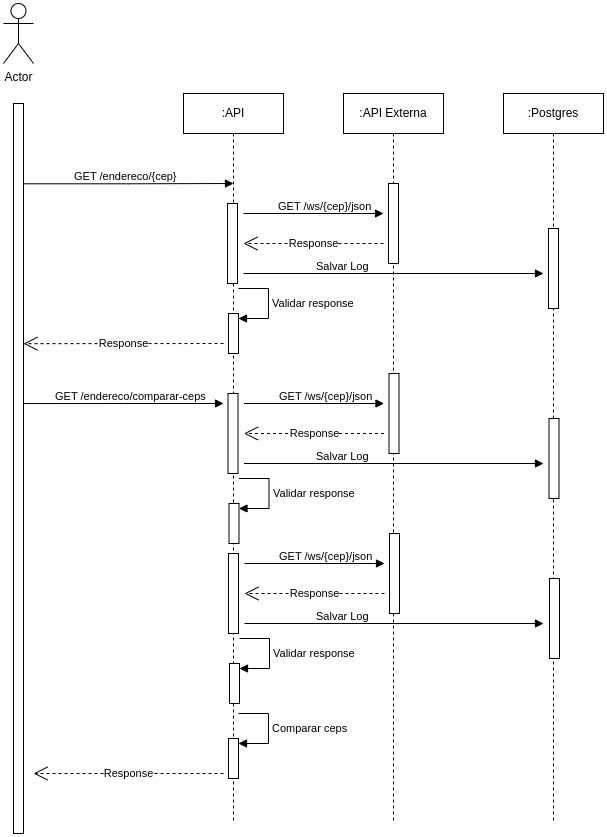 Actor
:API
:API Externa
:Postgres
GET /endereco/{cep}
GET /ws/{cep}/json
Response
Salvar Log
Validar response
Response
GET /endereco/comparar-ceps
GET /ws/{cep}/json
Response
Salvar Log
Validar response
GET /ws/{cep}/json
Response
Salvar Log
Validar response
Comparar ceps
Response